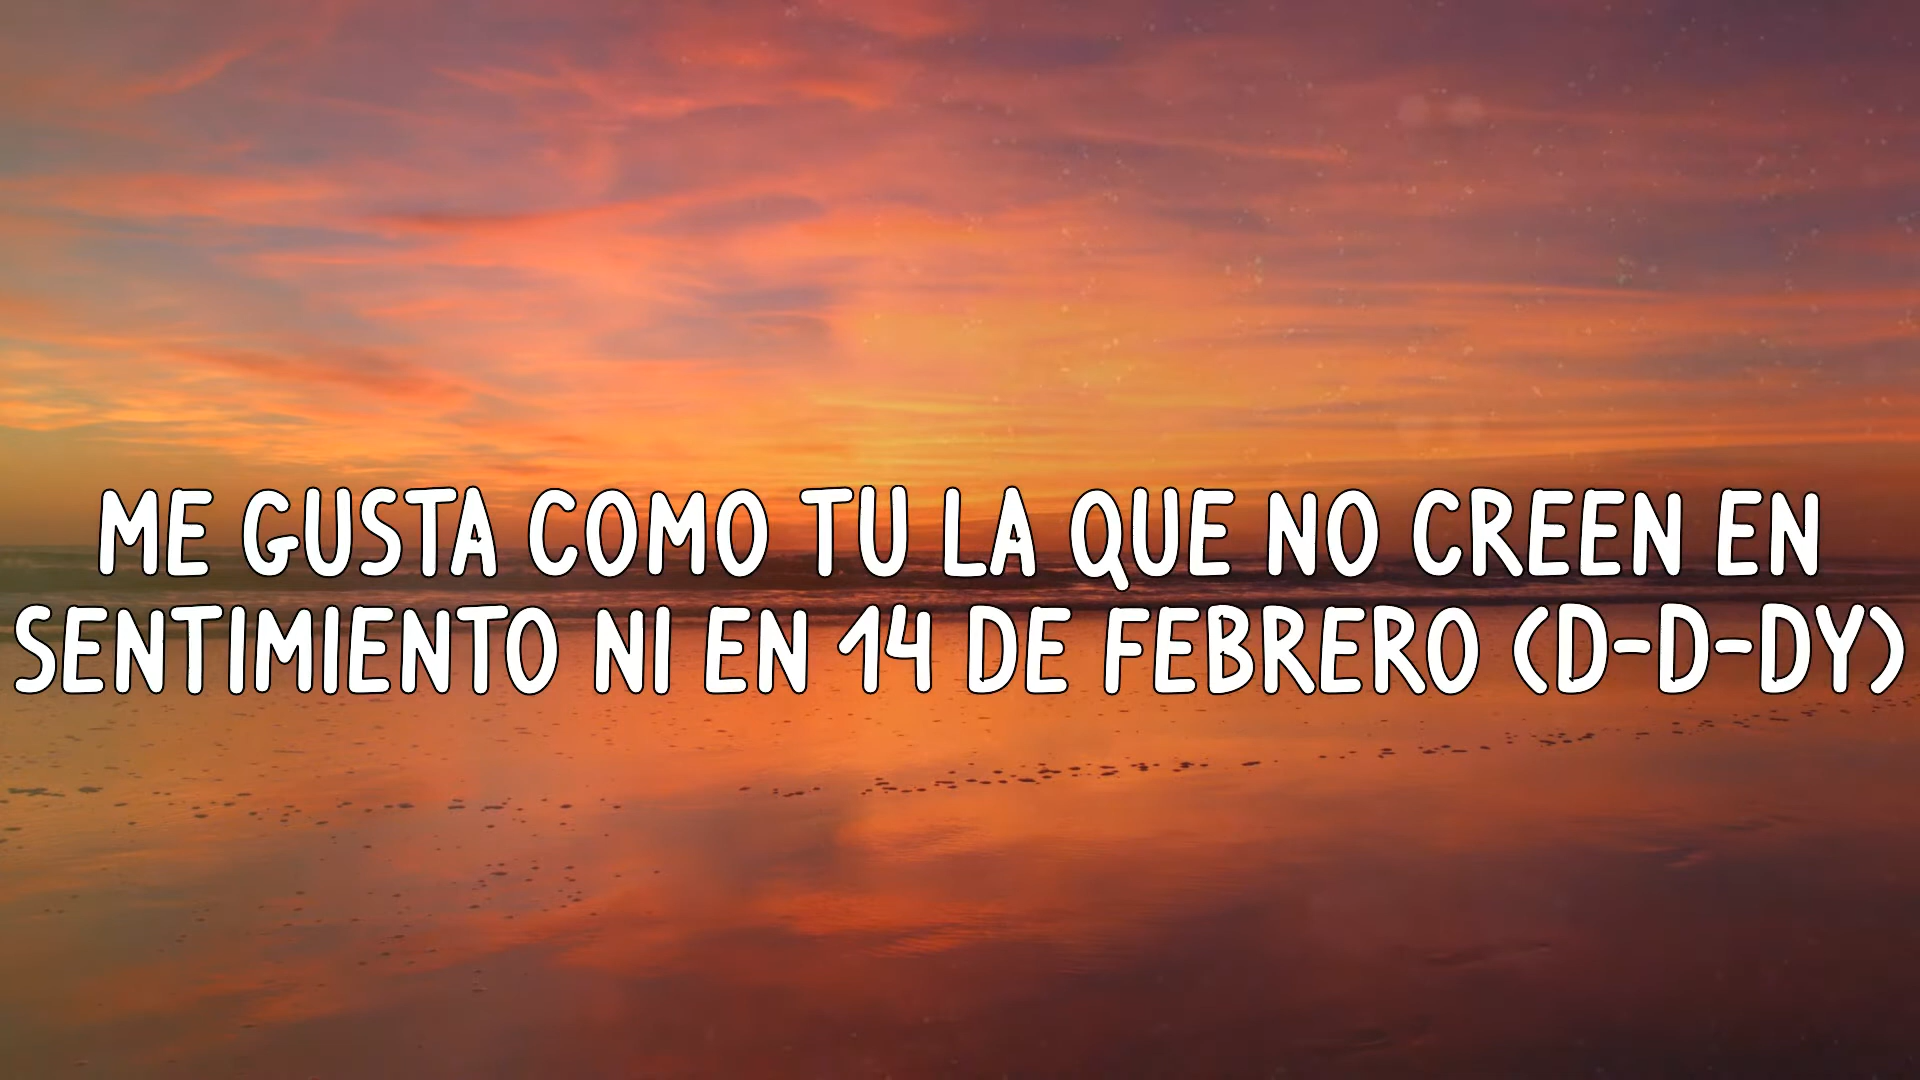 ME GUSTA COMO TU LA QUE NO CREEN EN
SENTIMIENTO NI EN 14 DE FEBRERO (D-D-DY)